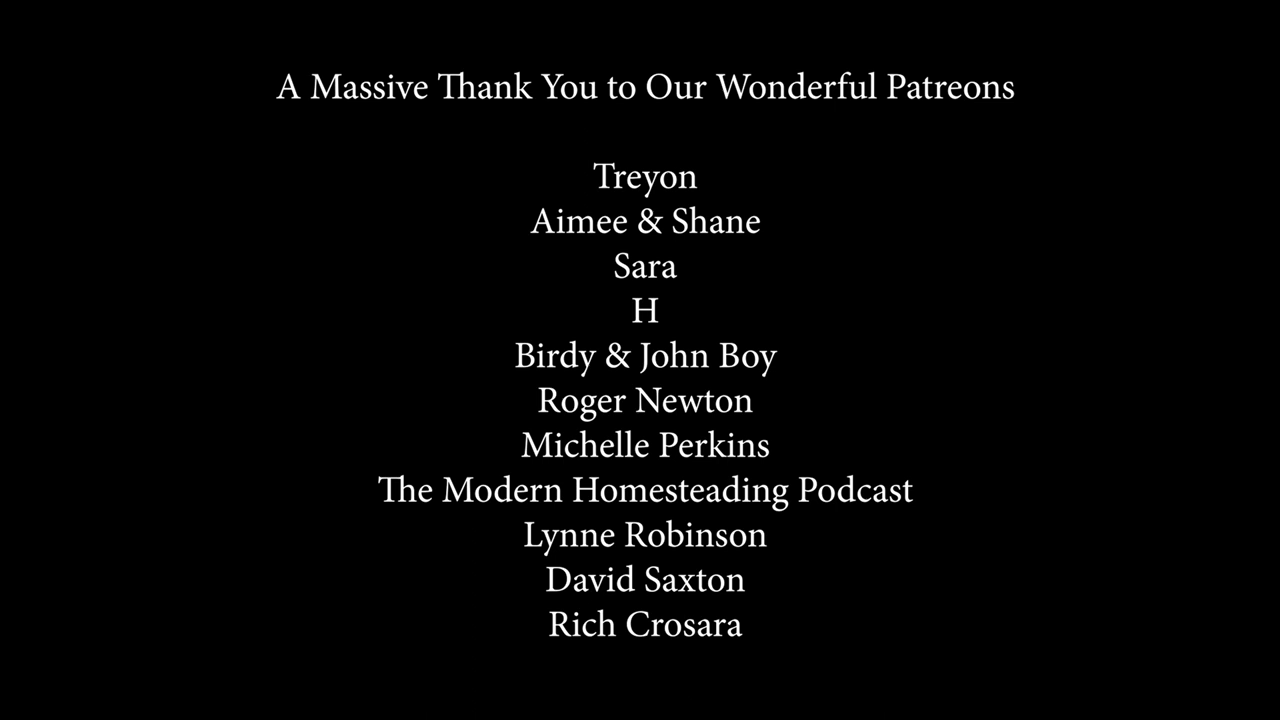 A Massive Thank You to Our Wonderful Patreons
Treyon
Aimee & Shane
Sara
H
Birdy & John Boy
Roger Newton
Michelle Perkins
The Modern Homesteading Podcast
Lynne Robinson
David Saxton
Rich Crosara